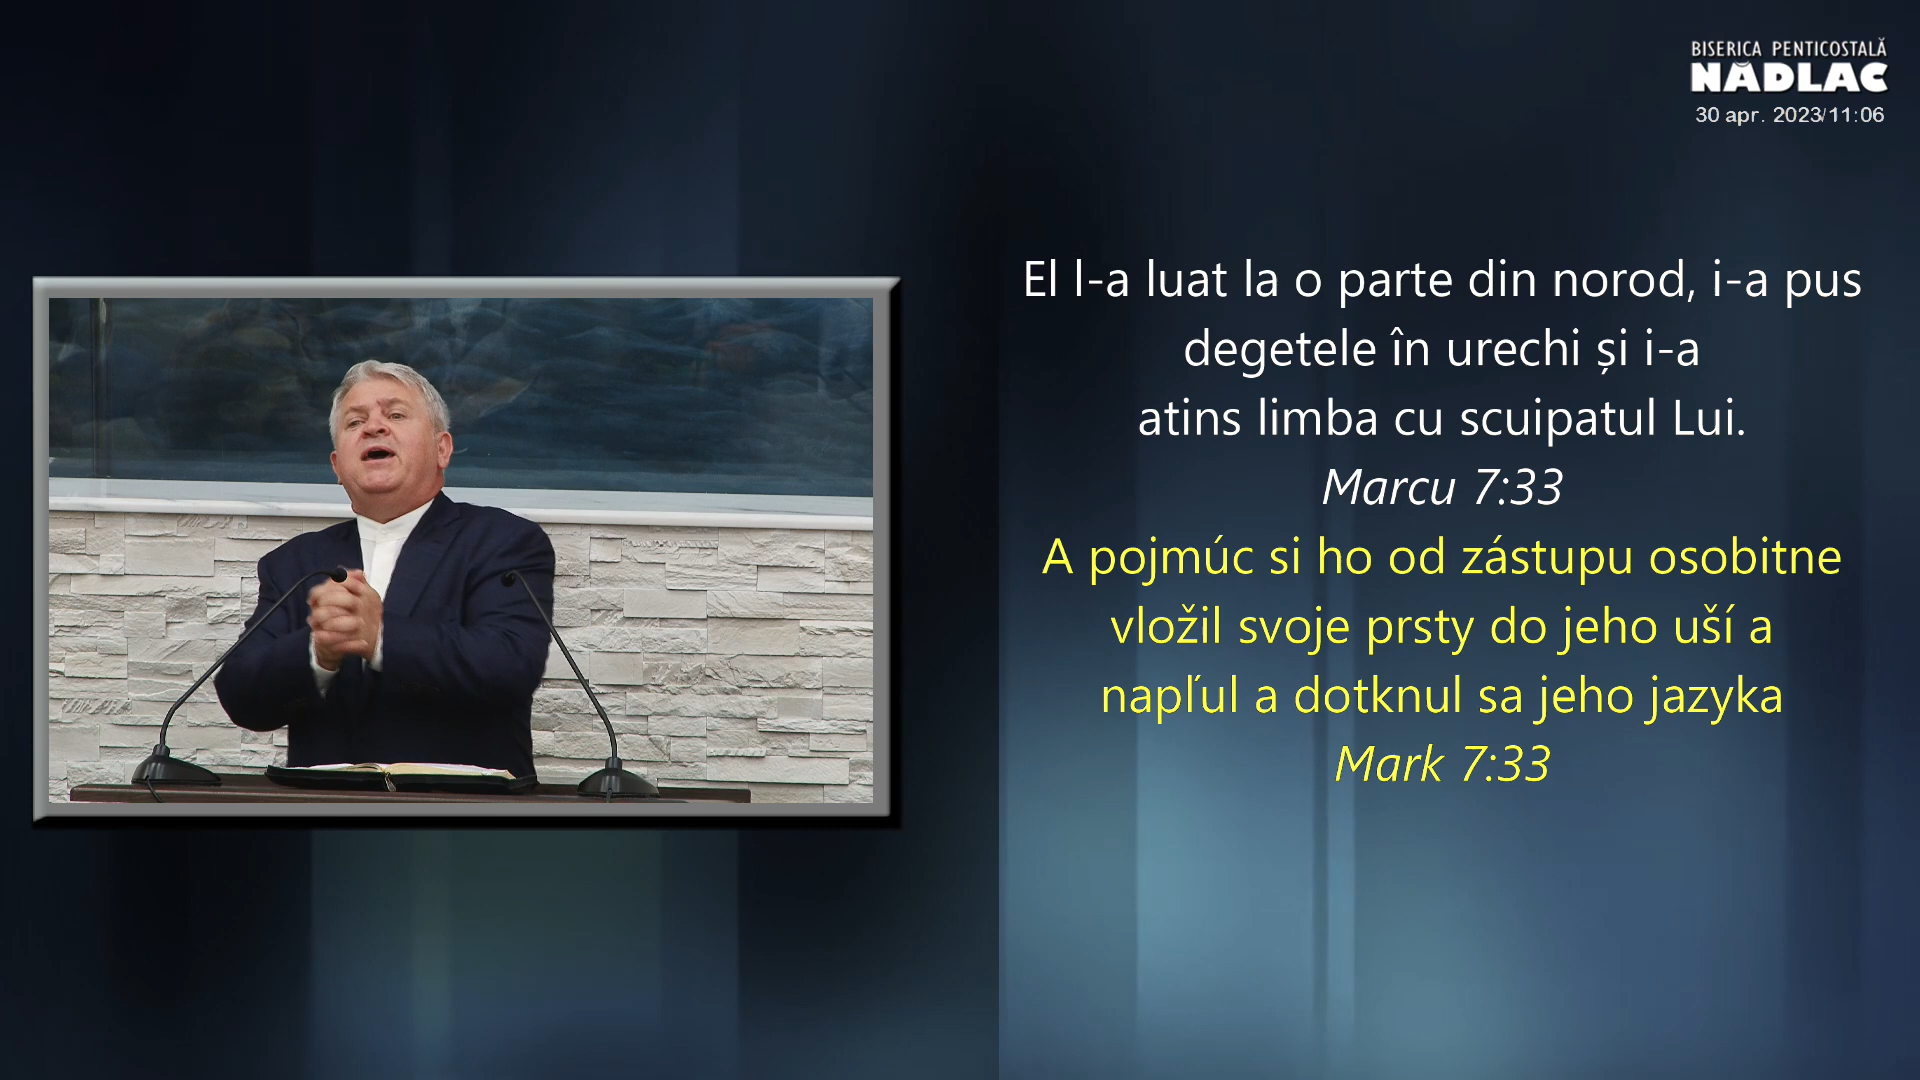 BISERICA PENTICOSTALĂ
NĂDLAC
30 apr. 2023/11:06
El l-a luat la o parte din norod, i-a pus
degetele în urechi și i-a
atins limba cu scuipatul Lui.
Marcu 7:33
A pojmúc si ho od zástupu osobitne
vložil svoje prsty do jeho uší a
napľul a dotknul sa jeho jazyka
Mark 7:33